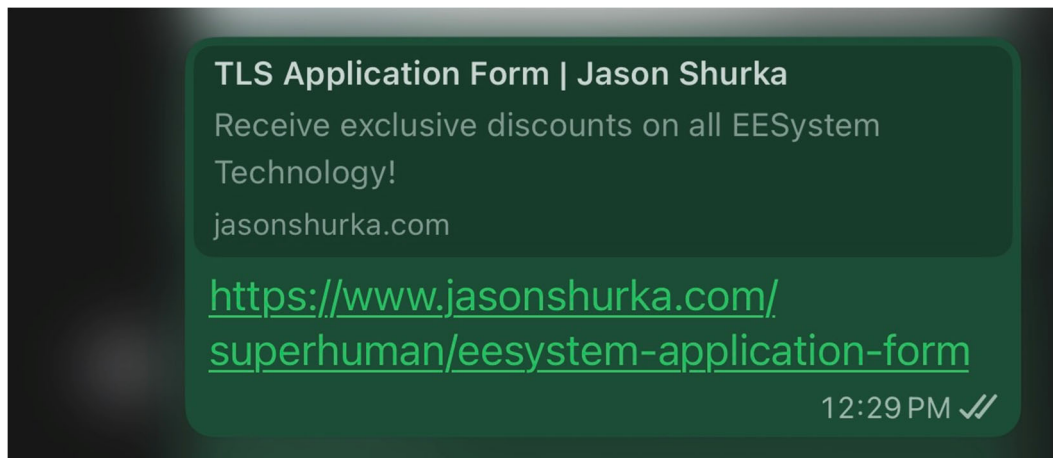 TLS Application Form | Jason Shurka
Receive exclusive discounts on all EESystem
Technology!
jasonshurka.com
https://www.jasonshurka.com/
superhuman/eesystem-application-form
12:29 PM